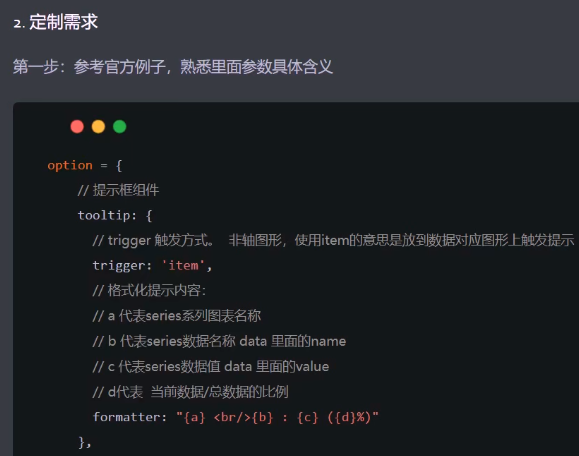 2. 定制需求
第一步：参考官方例子，熟悉里面参数具体含义
option = {
// 提示框组件
tooltip: {
// trigger 触发方式。 非轴图形，使用item的意思是放到数据对应图形上触发提示
trigger: 'item',
// 格式化提示内容：
// a 代表series系列图表名称
// b 代表series数据名称 data 里面的name
// c 代表series数据值 data 里面的value
// d代表 当前数据/总数据的比例
formatter: "{a} <br/>{b} : {c} ({d}%)"
},